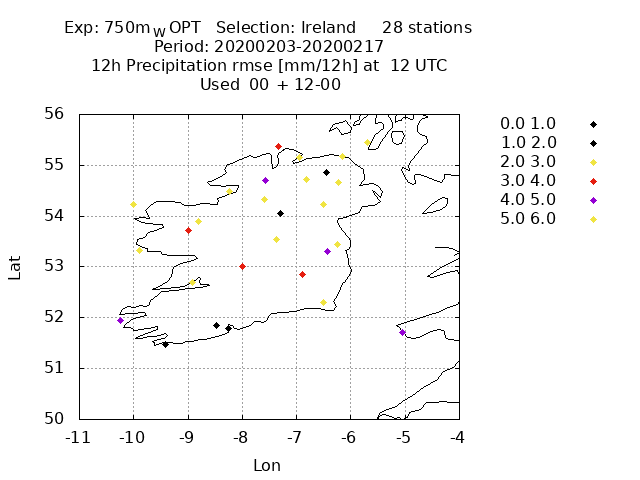 Exp: 750mW OPT Selection: Ireland 28 stations
Period: 20200203-20200217
12h Precipitation rmse [mm/12h] at 12 UTC
Used 00 + 12-00
56
55
54
53
52
51
50
-11 -10 -9 -8 -7 -6 -5 -4
Lat
Lon
0.0 1.0
1.0 2.0
2.0 3.0
3.0 4.0
4.0 5.0
5.0 6.0